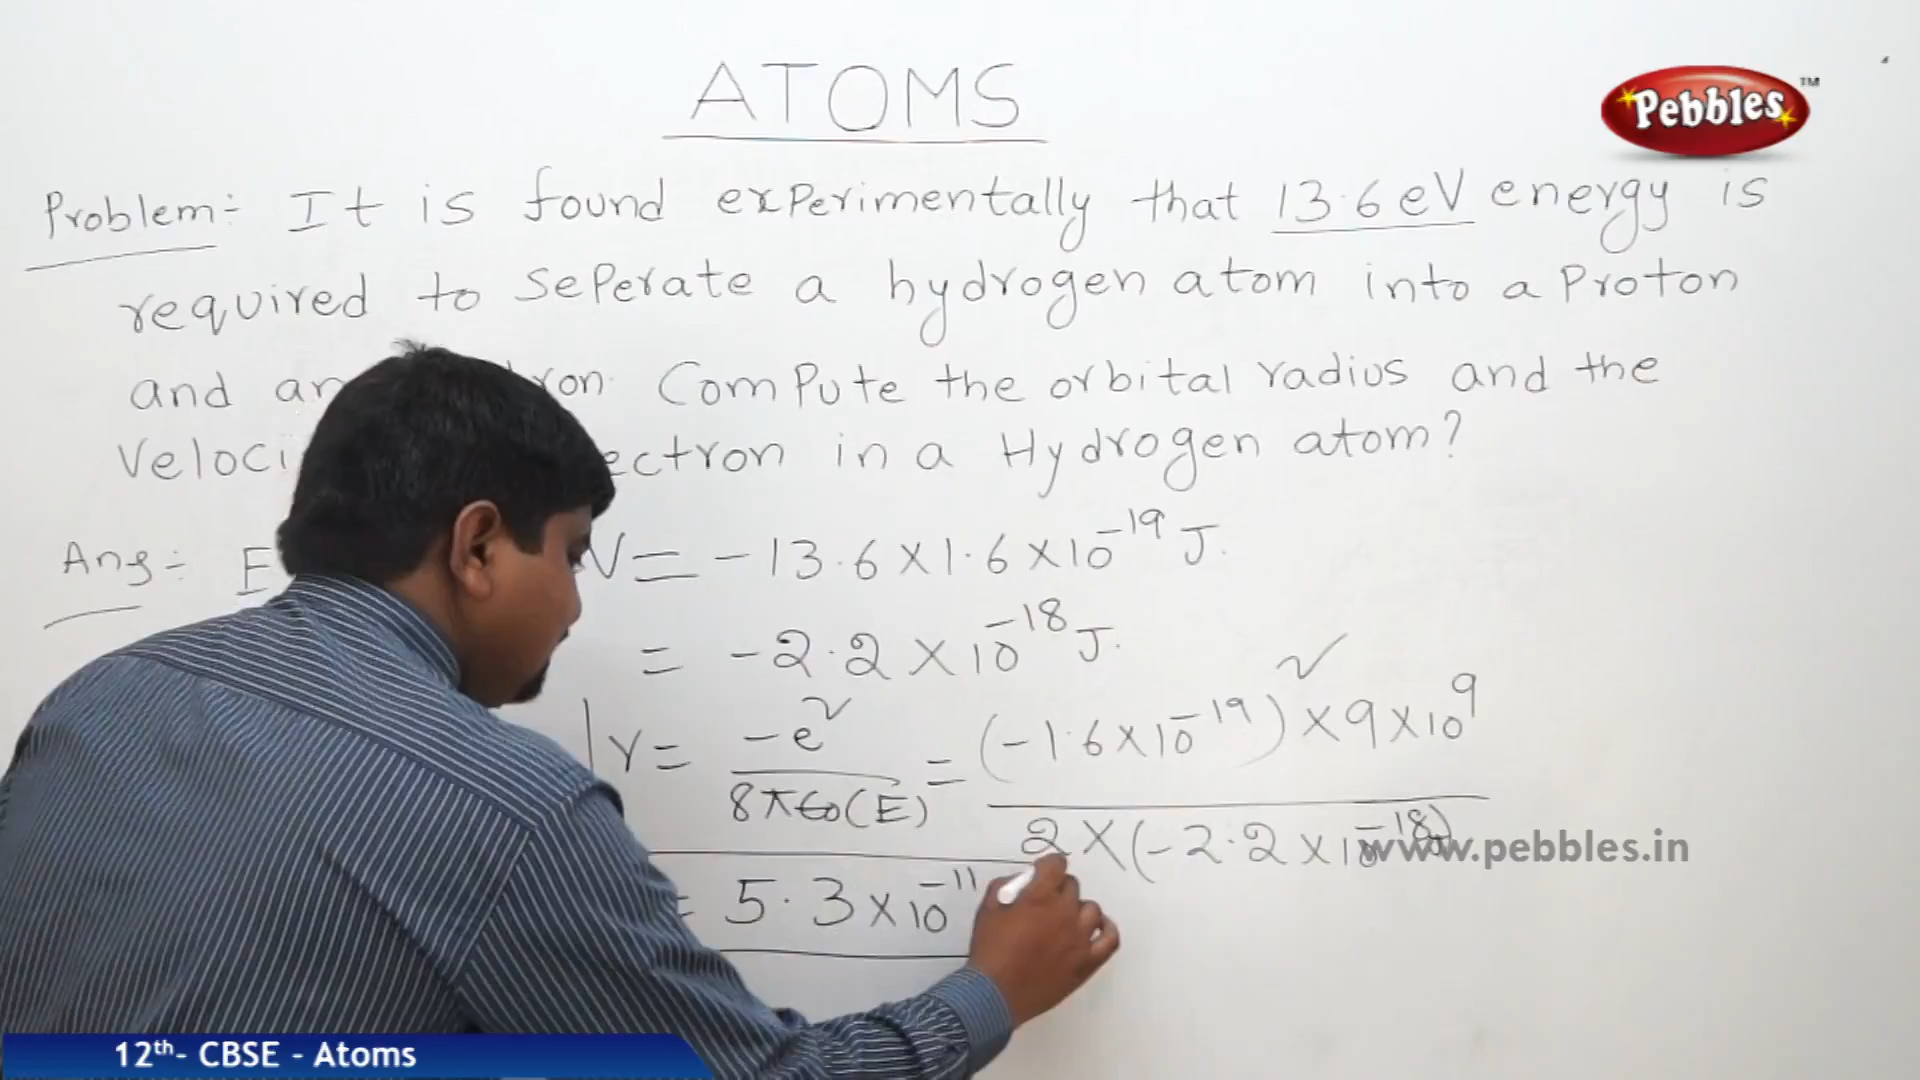 ATOMS
Pebbles™
Problem:- It is found experimentally that 13.6 eV energy is
required to seperate a hydrogen atom into a Proton
and an ron. Compute the orbital radius and the
Veloci ectron in a Hydrogen atom?
Ans:- E V = -13.6×1.6×10⁻¹⁹ J.
= -2.2×10⁻¹⁸ J.
r = -e²/8πε₀(E) = (-1.6×10⁻¹⁹)²×9×10⁹/2×(-2.2×10⁻¹⁸)
www.pebbles.in
= 5.3×10⁻¹¹
12th- CBSE - Atoms